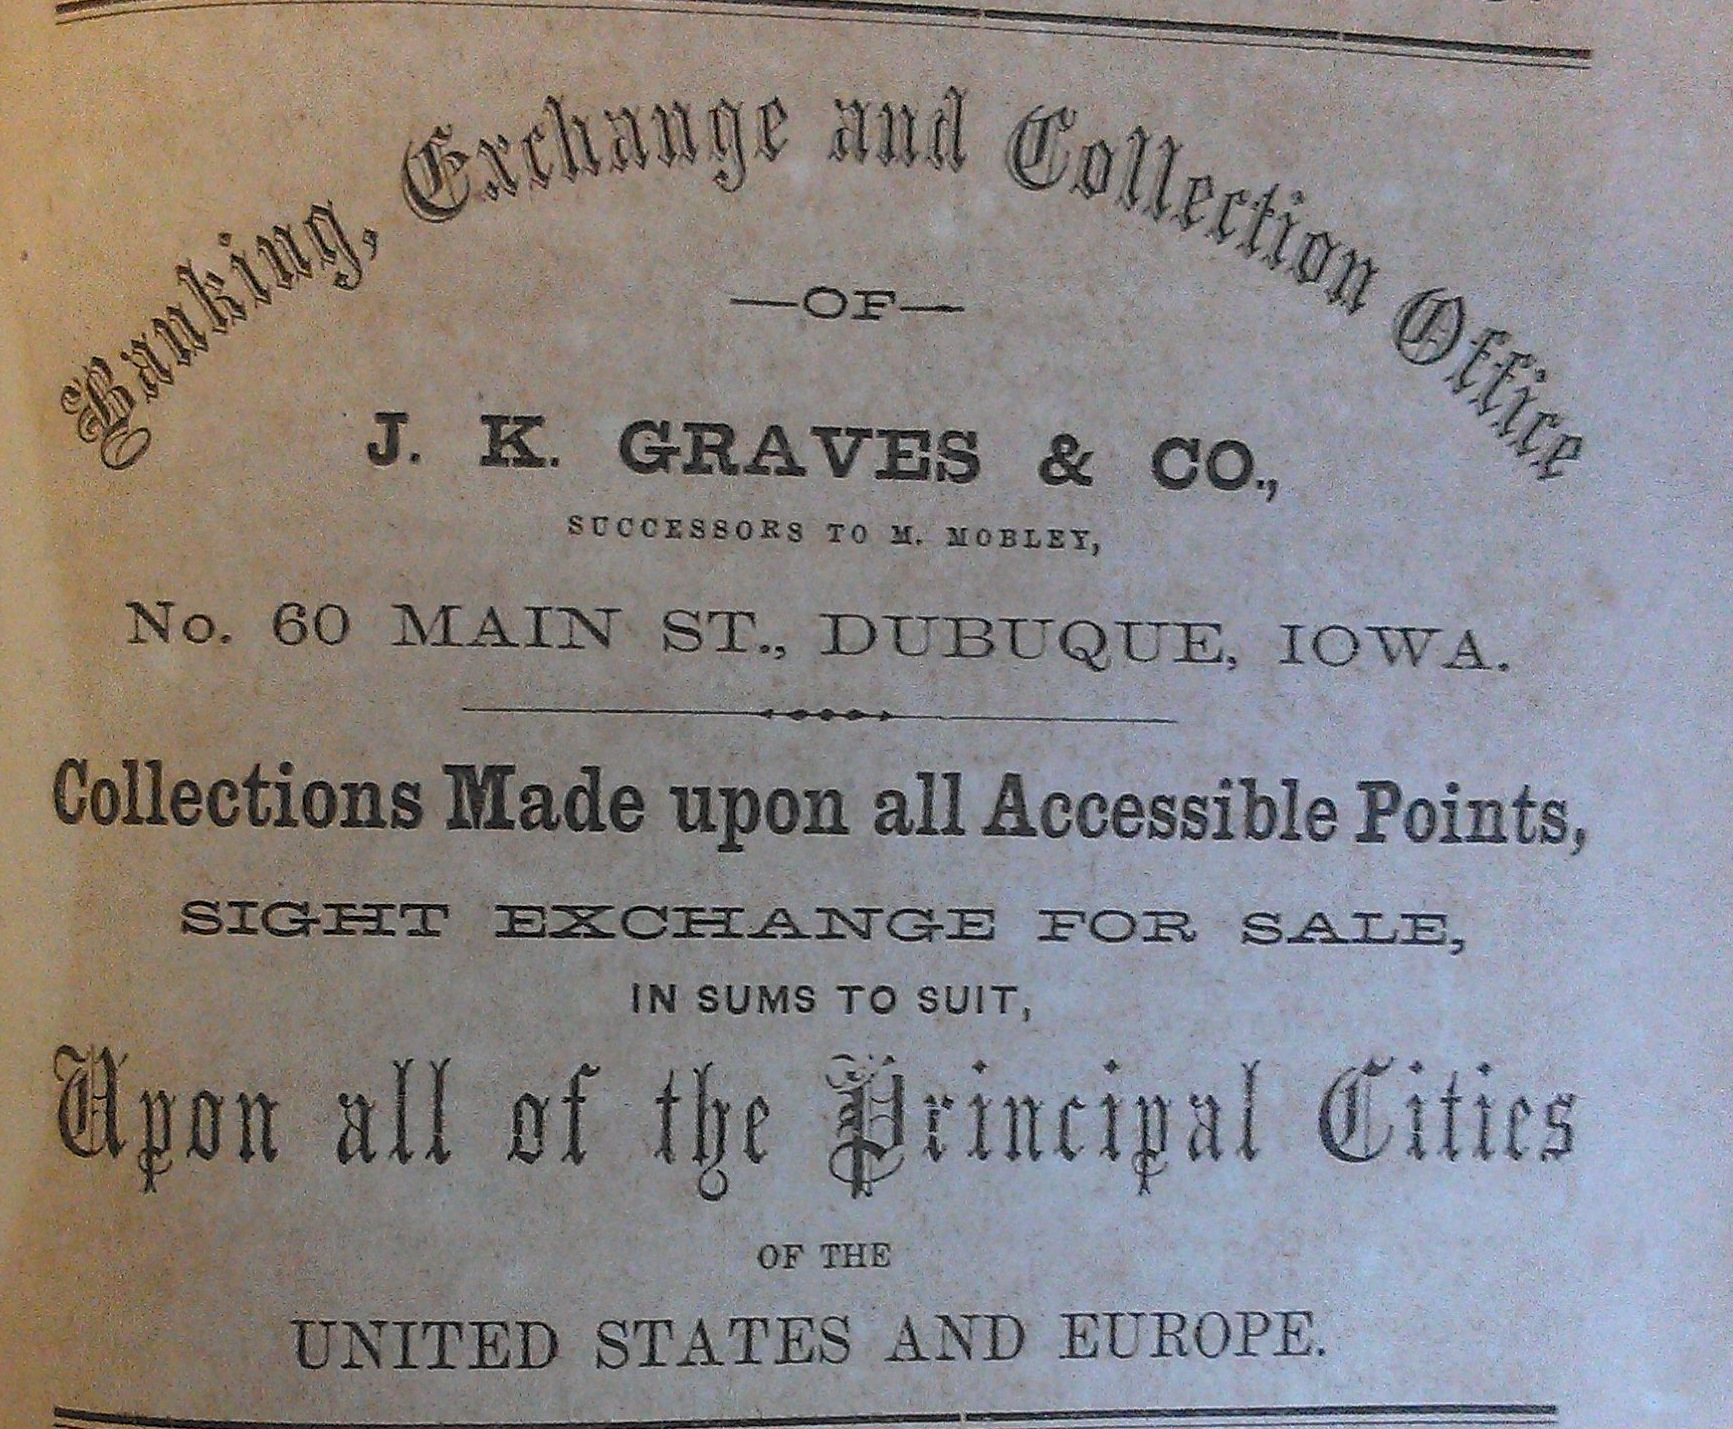 Banking, Exchange and Collection Office
—OF—
J. K. GRAVES & CO.,
SUCCESSORS TO M. MOBLEY,
No. 60 MAIN ST., DUBUQUE, IOWA.
Collections Made upon all Accessible Points,
SIGHT EXCHANGE FOR SALE,
IN SUMS TO SUIT,
Upon all of the Principal Cities
OF THE
UNITED STATES AND EUROPE.